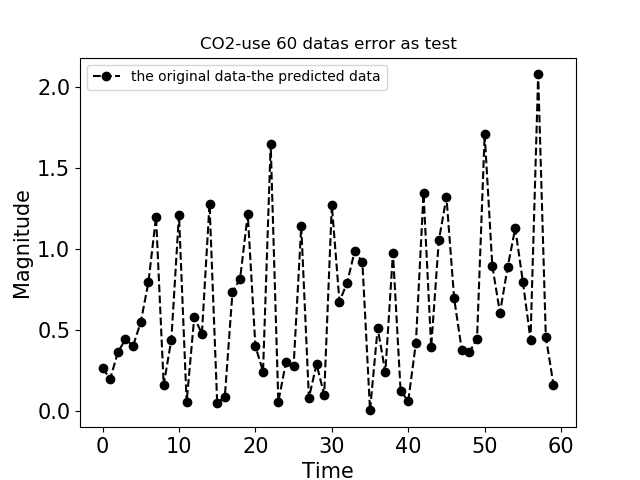 CO2-use 60 datas error as test
the original data-the predicted data
2.0
1.5
1.0
0.5
0.0
Magnitude
0 10 20 30 40 50 60
Time